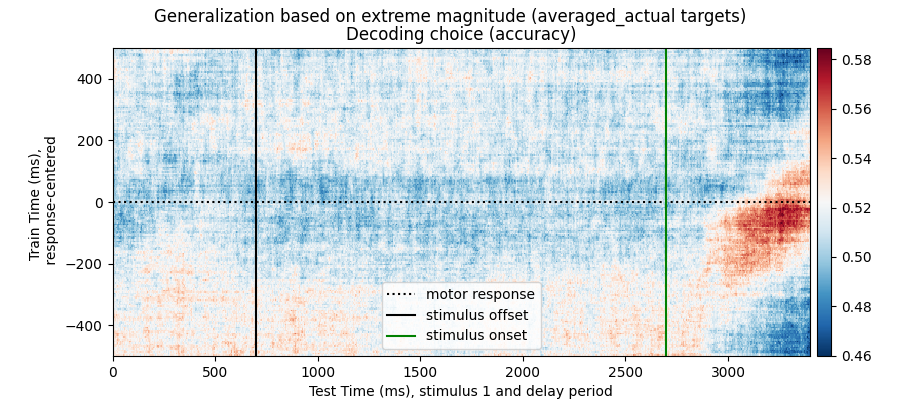 Generalization based on extreme magnitude (averaged_actual targets)
Decoding choice (accuracy)
Train Time (ms),
response-centered
400
200
0
−200
−400
motor response
stimulus offset
stimulus onset
0 500 1000 1500 2000 2500 3000
Test Time (ms), stimulus 1 and delay period
0.58
0.56
0.54
0.52
0.50
0.48
0.46